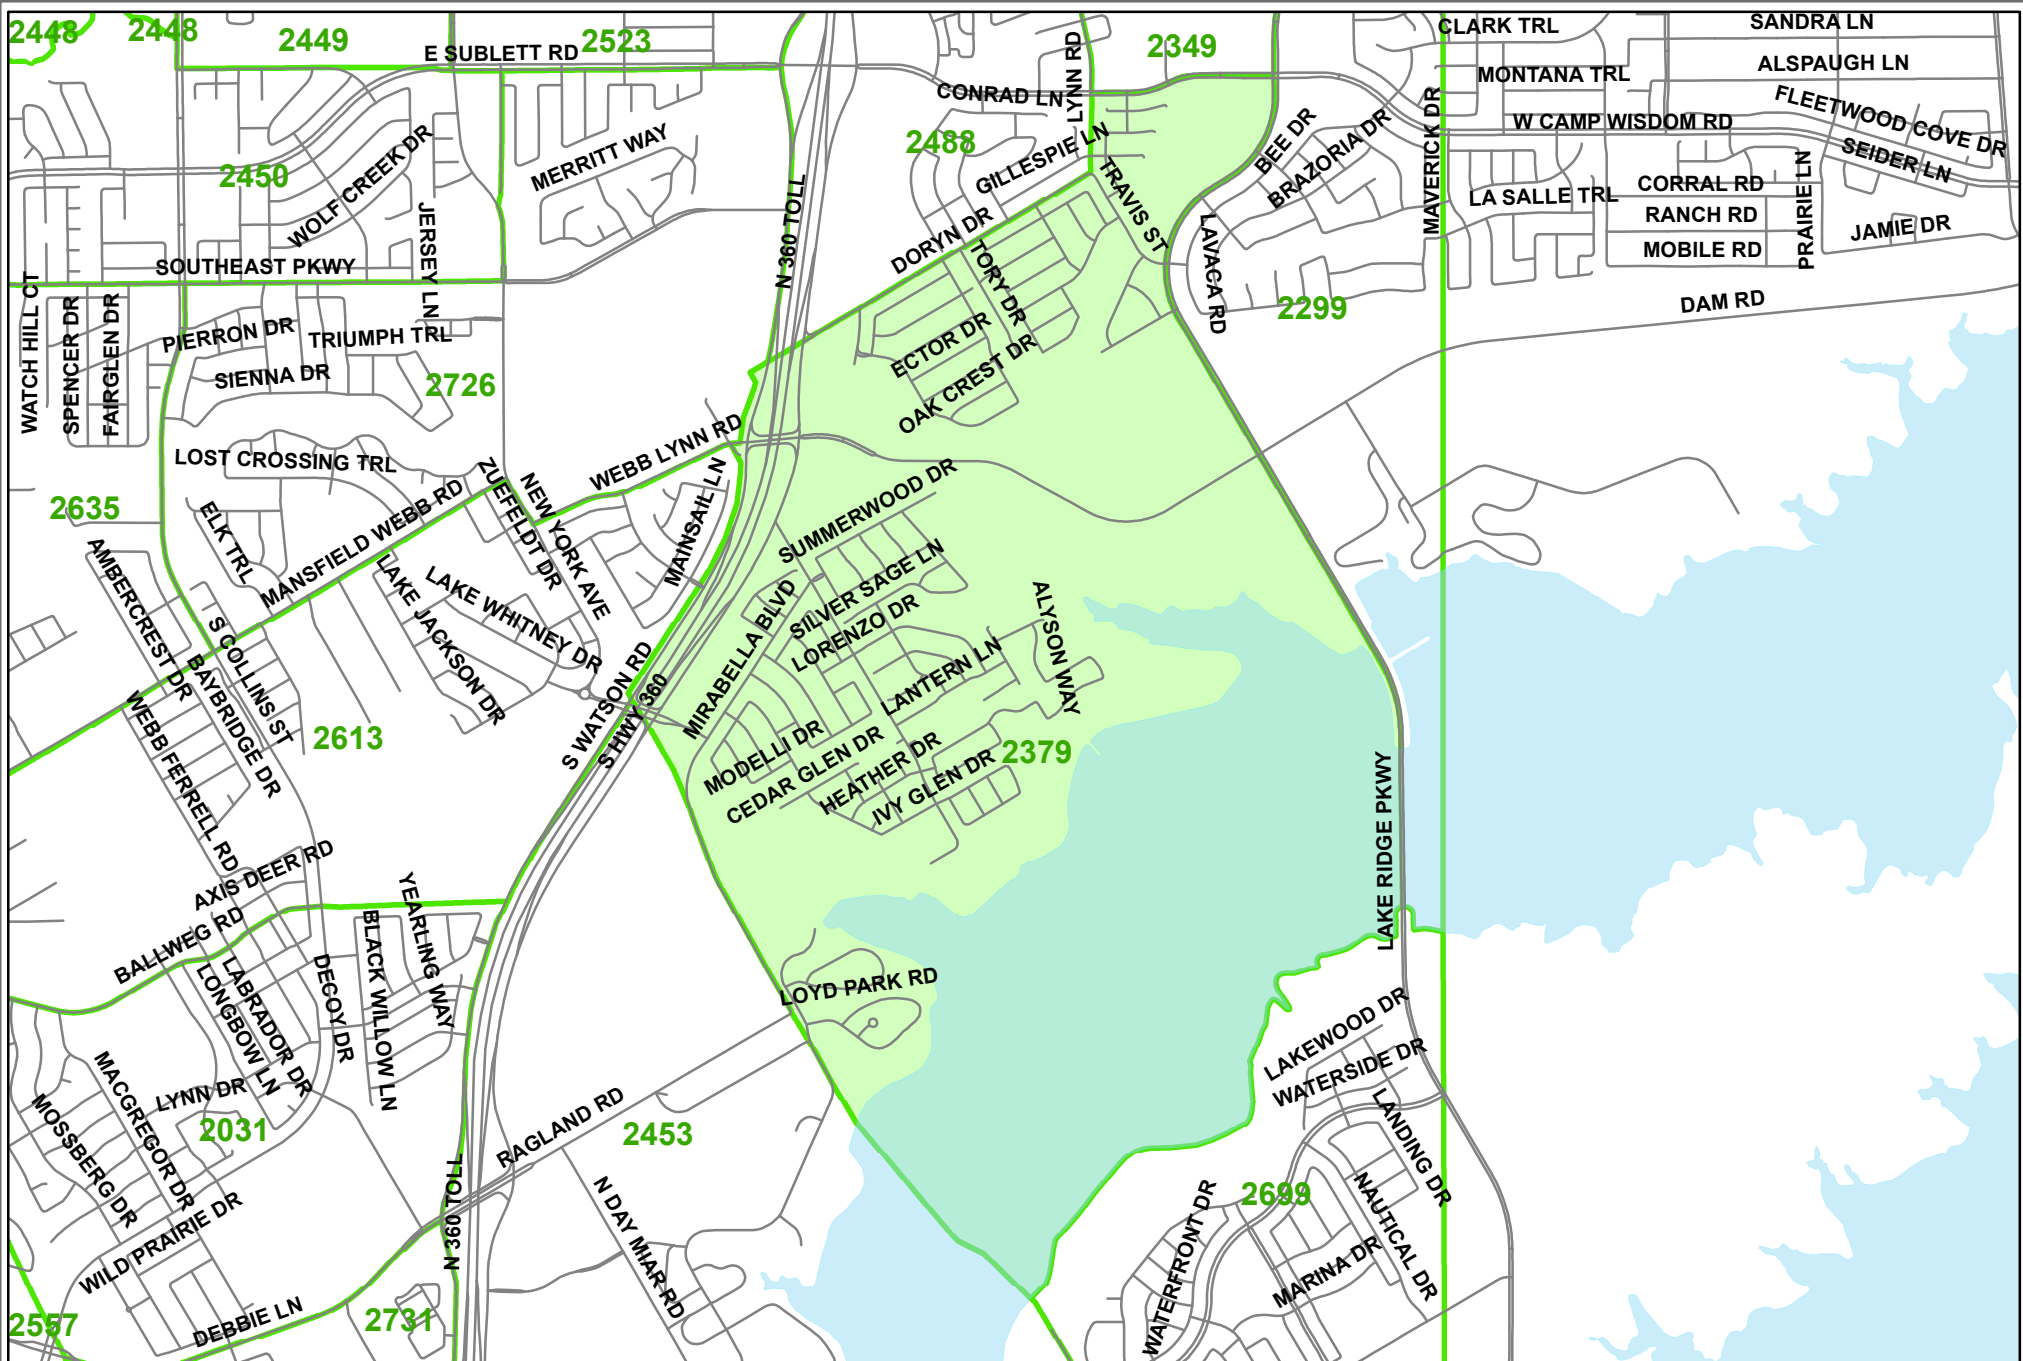 2448
2448
2449
2523
2349
CLARK TRL
SANDRA LN
E SUBLETT RD
LYNN RD
MONTANA TRL
ALSPAUGH LN
CONRAD LN
MAVERICK DR
FLEETWOOD COVE DR
W CAMP WISDOM RD
2488
GILLESPIE LN
BEE DR
BRAZORIA DR
SEIDER LN
2450
WOLF CREEK DR
MERRITT WAY
TRAVIS ST
LA SALLE TRL
CORRAL RD
PRAIRIE LN
RANCH RD
JAMIE DR
MOBILE RD
JERSEY LN
N 360 TOLL
DORYN DR
TORY DR
LAVACA RD
SOUTHEAST PKWY
2299
DAM RD
WATCH HILL CT
SPENCER DR
FAIRGLEN DR
PIERRON DR
TRIUMPH TRL
SIENNA DR
2726
ECTOR DR
OAK CREST DR
WEBB LYNN RD
LOST CROSSING TRL
2635
ELK TRL
MANSFIELD WEBB RD
ZUEFELDT DR
NEW YORK AVE
MAINSAIL LN
SUMMERWOOD DR
AMBERCREST DR
S COLLINS ST
LAKE JACKSON DR
LAKE WHITNEY DR
MIRABELLA BLVD
SILVER SAGE LN
LORENZO DR
ALYSON WAY
LANTERN LN
BAYBRIDGE DR
WEBB FERRELL RD
2613
S WATSON RD
S HWY 360
MODELLI DR
CEDAR GLEN DR
HEATHER DR
IVY GLEN DR
2379
LAKE RIDGE PKWY
AXIS DEER RD
BALLWEG RD
YEARLING WAY
BLACK WILLOW LN
DECOY DR
LABRADOR DR
LONGBOW LN
LOYD PARK RD
LAKEWOOD DR
WATERSIDE DR
LANDING DR
MACGREGOR DR
LYNN DR
MOSSBERG DR
2031
RAGLAND RD
2453
N 360 TOLL
N DAY MIAR RD
2699
NAUTICAL DR
WATERFRONT DR
MARINA DR
WILD PRAIRIE DR
2557
DEBBIE LN
2731